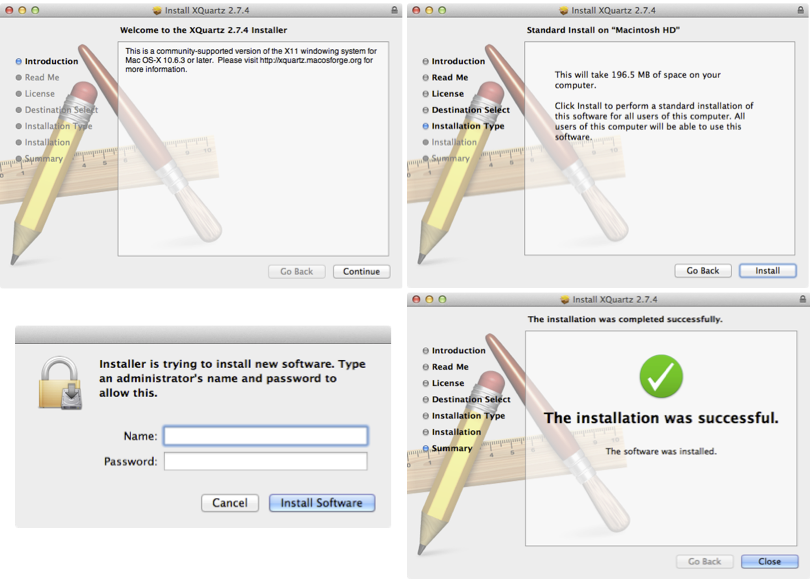 Install XQuartz 2.7.4
Welcome to the XQuartz 2.7.4 Installer
Introduction
Read Me
License
Destination Select
Installation Type
Installation
Summary
This is a community-supported version of the X11 windowing system for
Mac OS-X 10.6.3 or later. Please visit http://xquartz.macosforge.org for
more information.
Go Back
Continue
Install XQuartz 2.7.4
Standard Install on "Macintosh HD"
Introduction
Read Me
License
Destination Select
Installation Type
Installation
Summary
This will take 196.5 MB of space on your
computer.
Click Install to perform a standard installation of
this software for all users of this computer. All
users of this computer will be able to use this
software.
Go Back
Install
Installer is trying to install new software. Type
an administrator's name and password to
allow this.
Name:
Password:
Cancel
Install Software
Install XQuartz 2.7.4
The installation was completed successfully.
Introduction
Read Me
License
Destination Select
Installation Type
Installation
Summary
The installation was successful.
The software was installed.
Go Back
Close